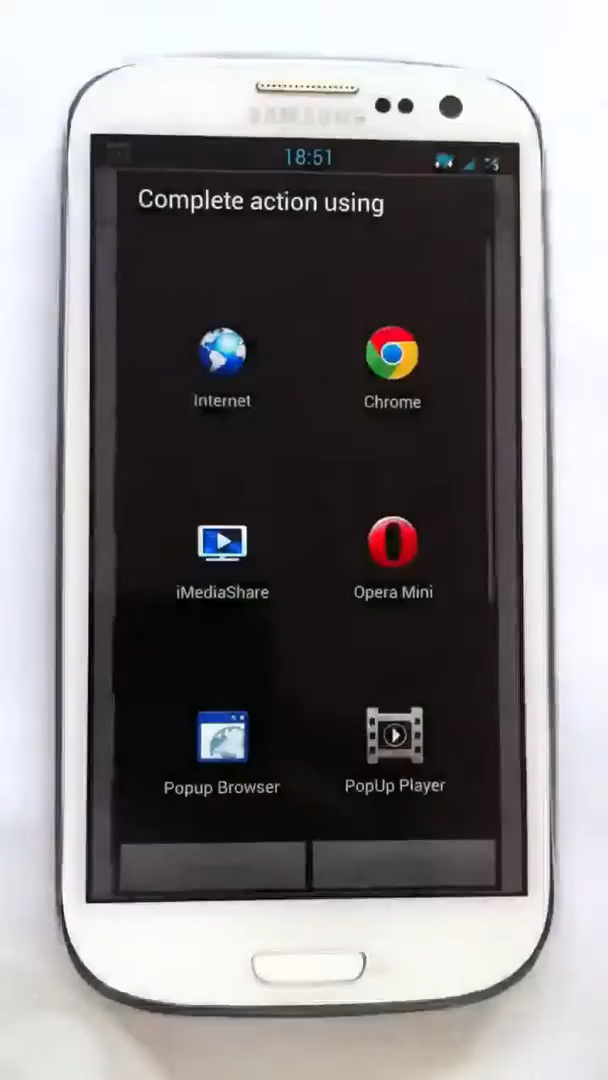 SAMSUNG
18:51
Complete action using
Internet
Chrome
iMediaShare
Opera Mini
Popup Browser
PopUp Player